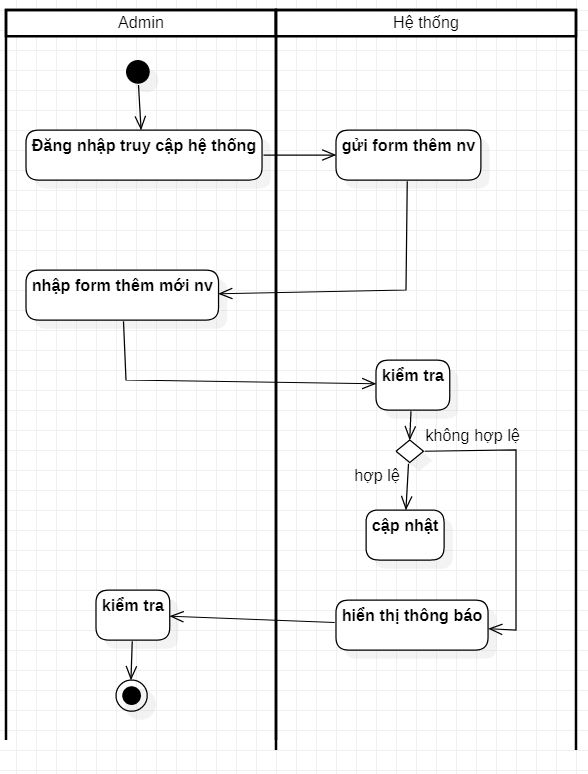 Admin
Hệ thống
Đăng nhập truy cập hệ thống
gửi form thêm nv
nhập form thêm mới nv
kiểm tra
không hợp lệ
hợp lệ
cập nhật
kiểm tra
hiển thị thông báo